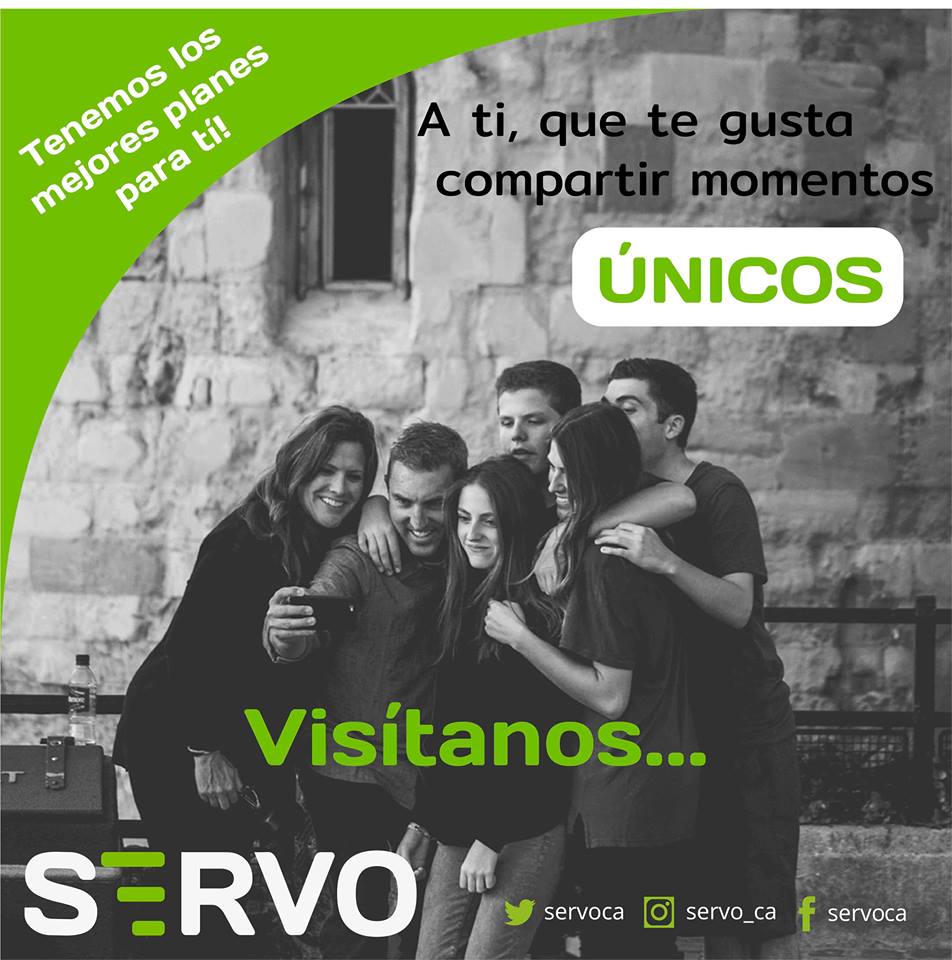 Tenemos los
mejores planes
para tí!
A ti, que te gusta
compartir momentos
ÚNICOS
Visítanos...
SERVO
servoca
servo_ca
servoca